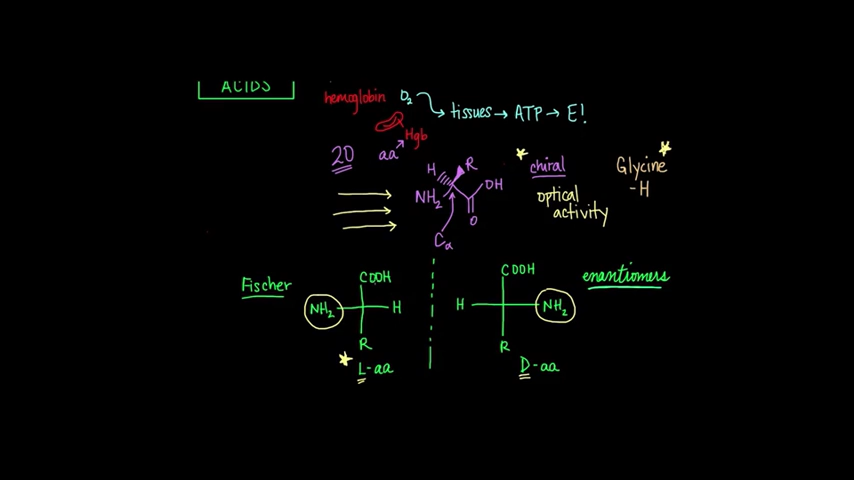 ACIDS
hemoglobin O2 → tissues → ATP → E!
Hgb
20 aa
H R
NH2 OH
O
Cα
chiral
optical
activity
Glycine
-H
Fischer
COOH
NH2 H
R
L-aa
COOH
H NH2
R
D-aa
enantiomers